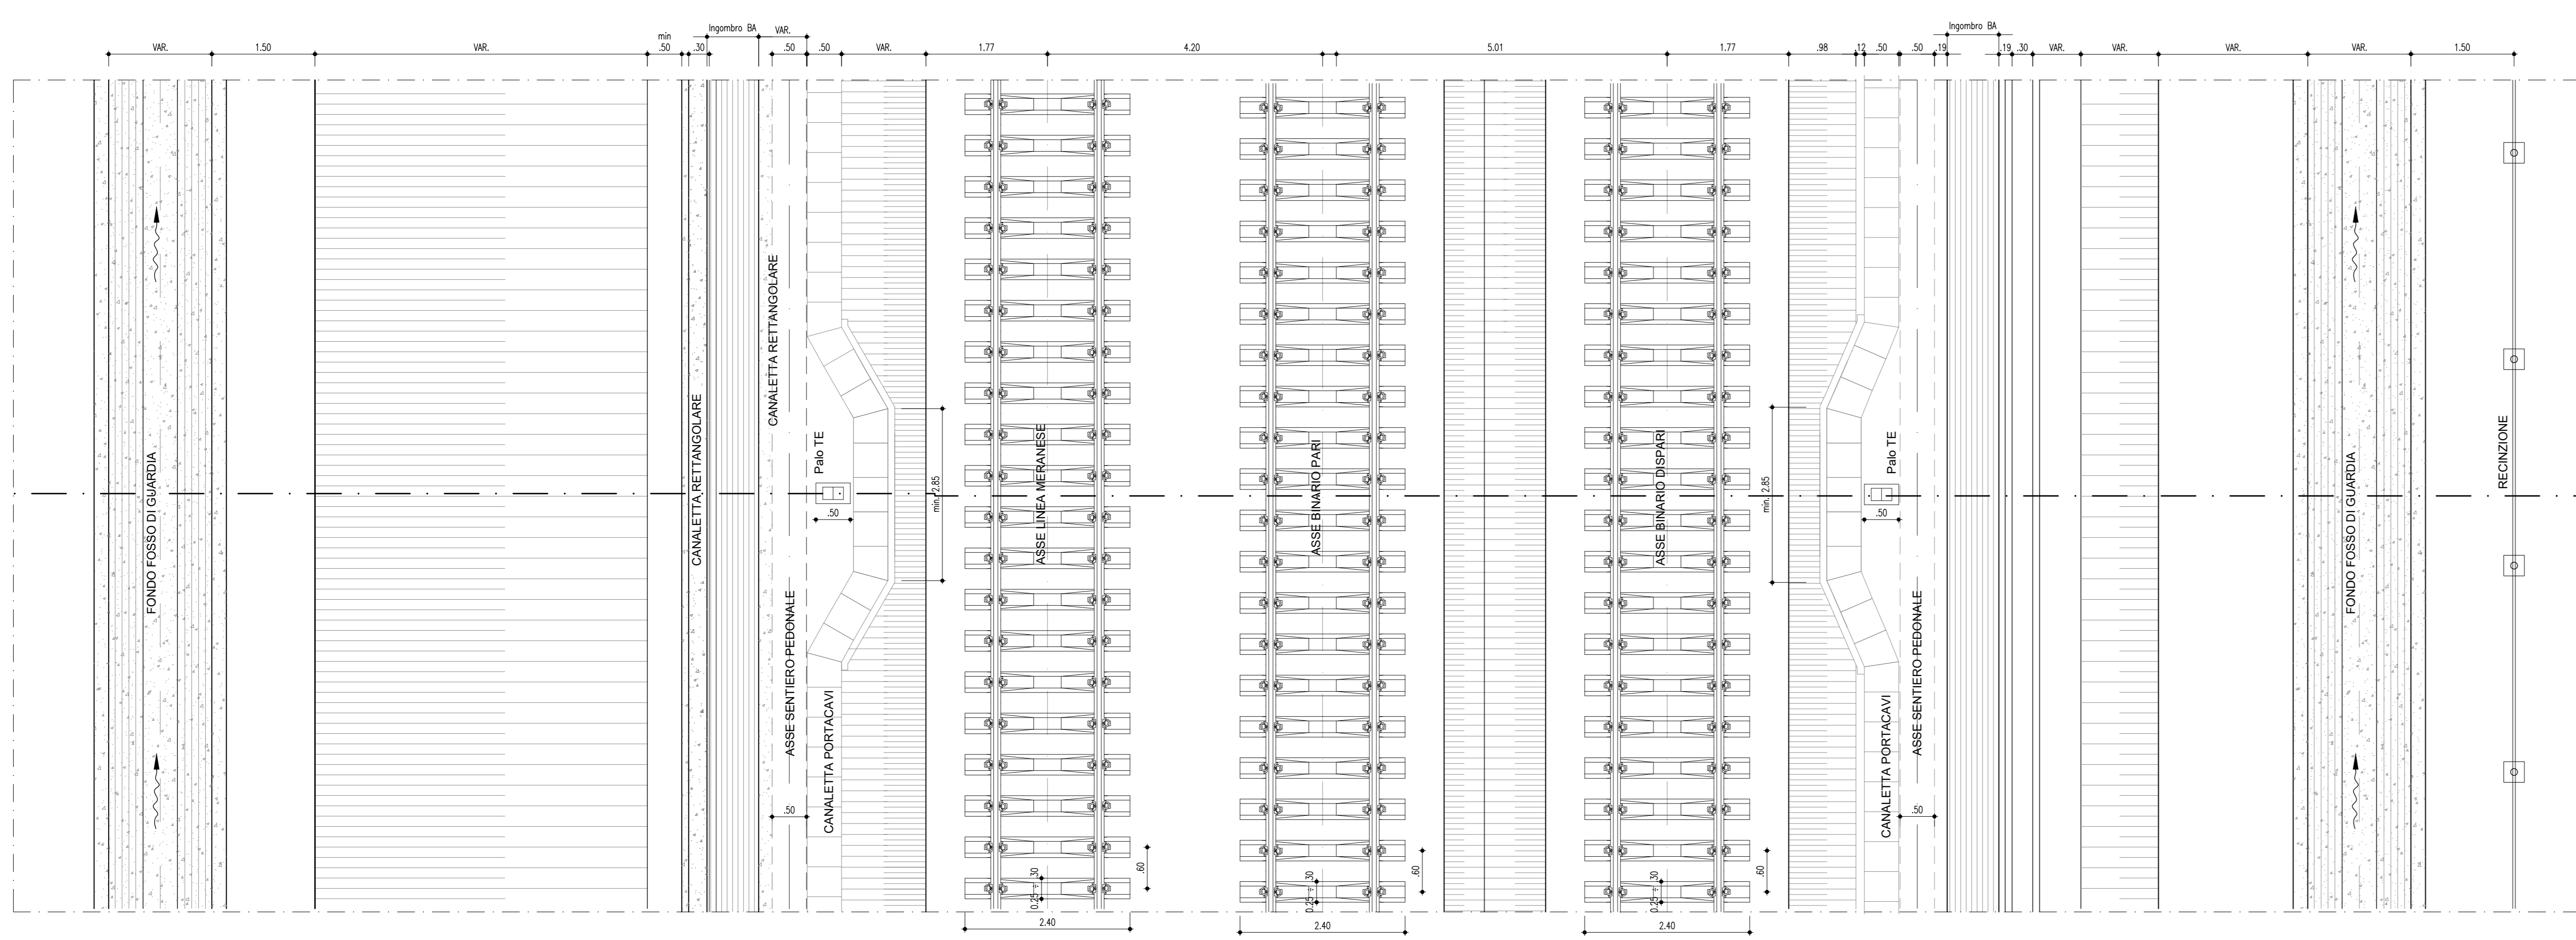 Ingombro BA
VAR.
Ingombro BA
VAR.
1.50
VAR.
min
.50
.30
.50
.50
VAR.
1.77
4.20
5.01
1.77
.98
.12
.50
.50
.19
.19
.30
VAR.
VAR.
VAR.
VAR.
1.50
FONDO FOSSO DI GUARDIA
CANALETTA RETTANGOLARE
CANALETTA RETTANGOLARE
ASSE SENTIERO PEDONALE
Palo TE
.50
CANALETTA PORTACAVI
.50
min. 2.85
ASSE LINEA MERANESE
ASSE BINARIO PARI
ASSE BINARIO DISPARI
min. 2.85
Palo TE
.50
CANALETTA PORTACAVI
ASSE SENTIERO PEDONALE
.50
FONDO FOSSO DI GUARDIA
RECINZIONE
0.25 ÷ .30
.60
2.40
0.25 ÷ .30
.60
2.40
0.25 ÷ .30
.60
2.40